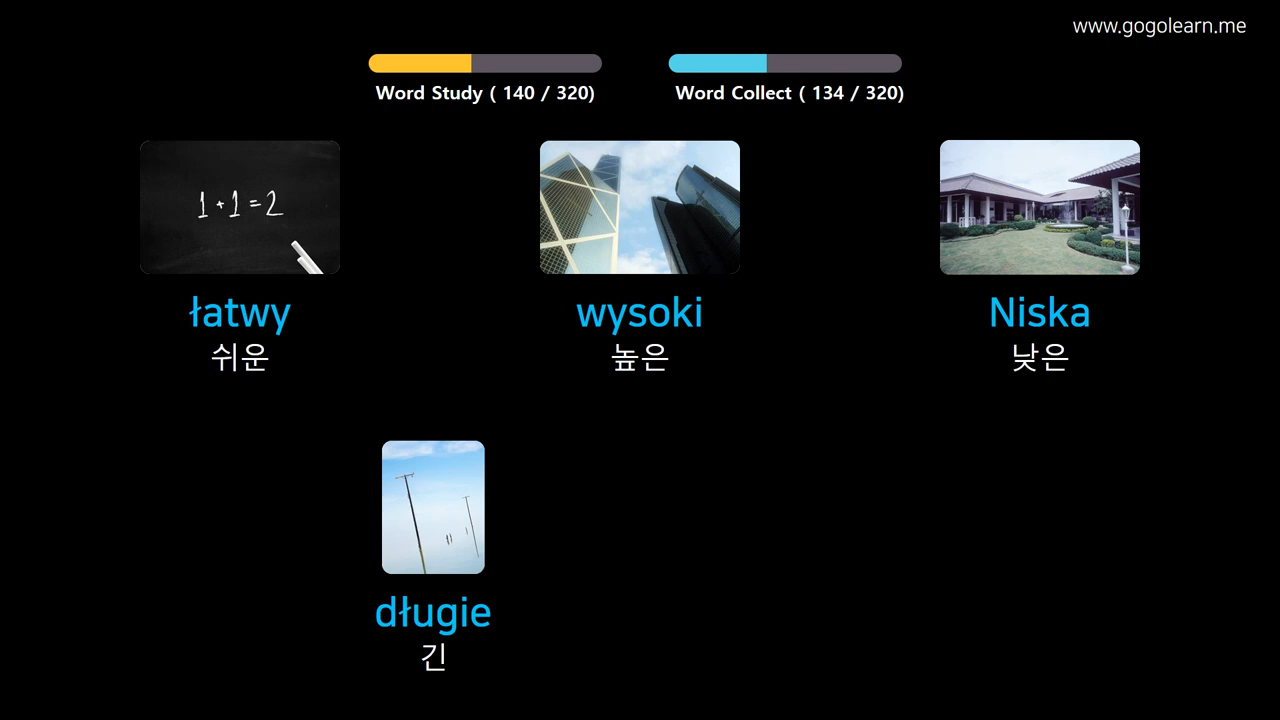 www.gogolearn.me
Word Study ( 140 / 320)
Word Collect ( 134 / 320)
1+1=2
łatwy
쉬운
wysoki
높은
Niska
낮은
długie
긴